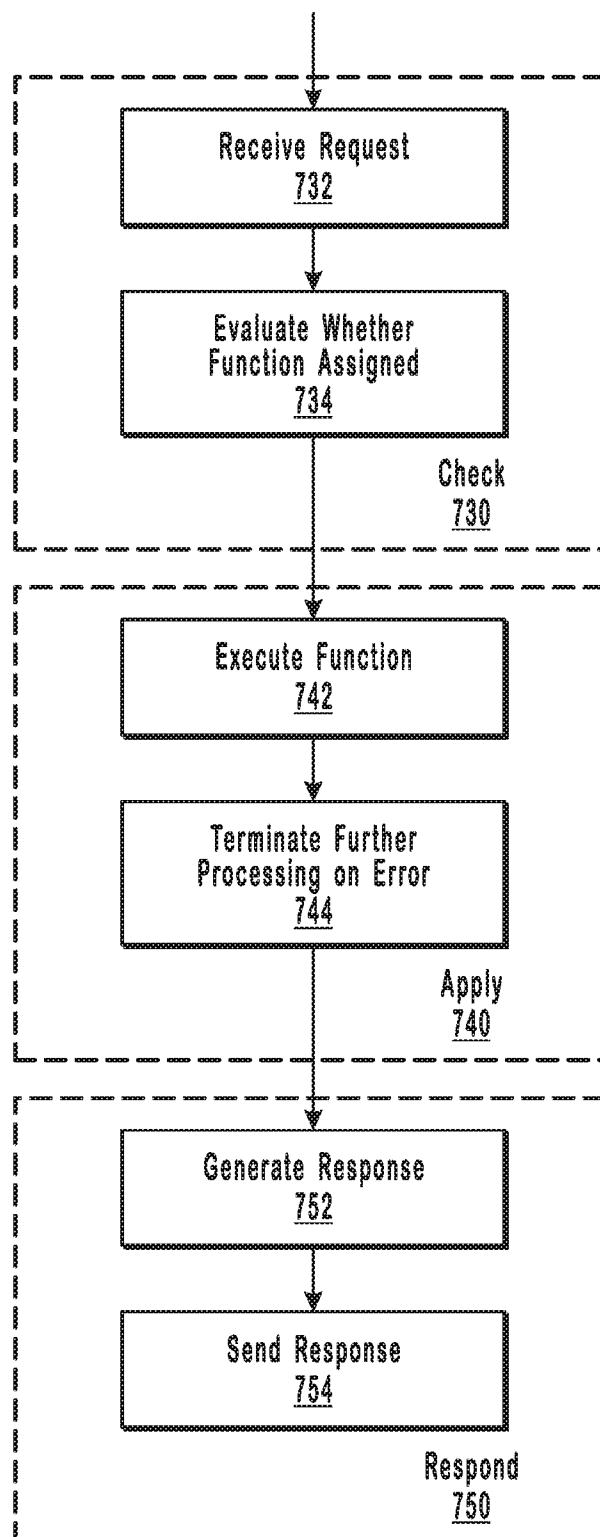 Receive Request
732
Evaluate Whether
Function Assigned
734
Check
730
Execute Function
742
Terminate Further
Processing on Error
744
Apply
740
Generate Response
752
Send Response
754
Respond
750